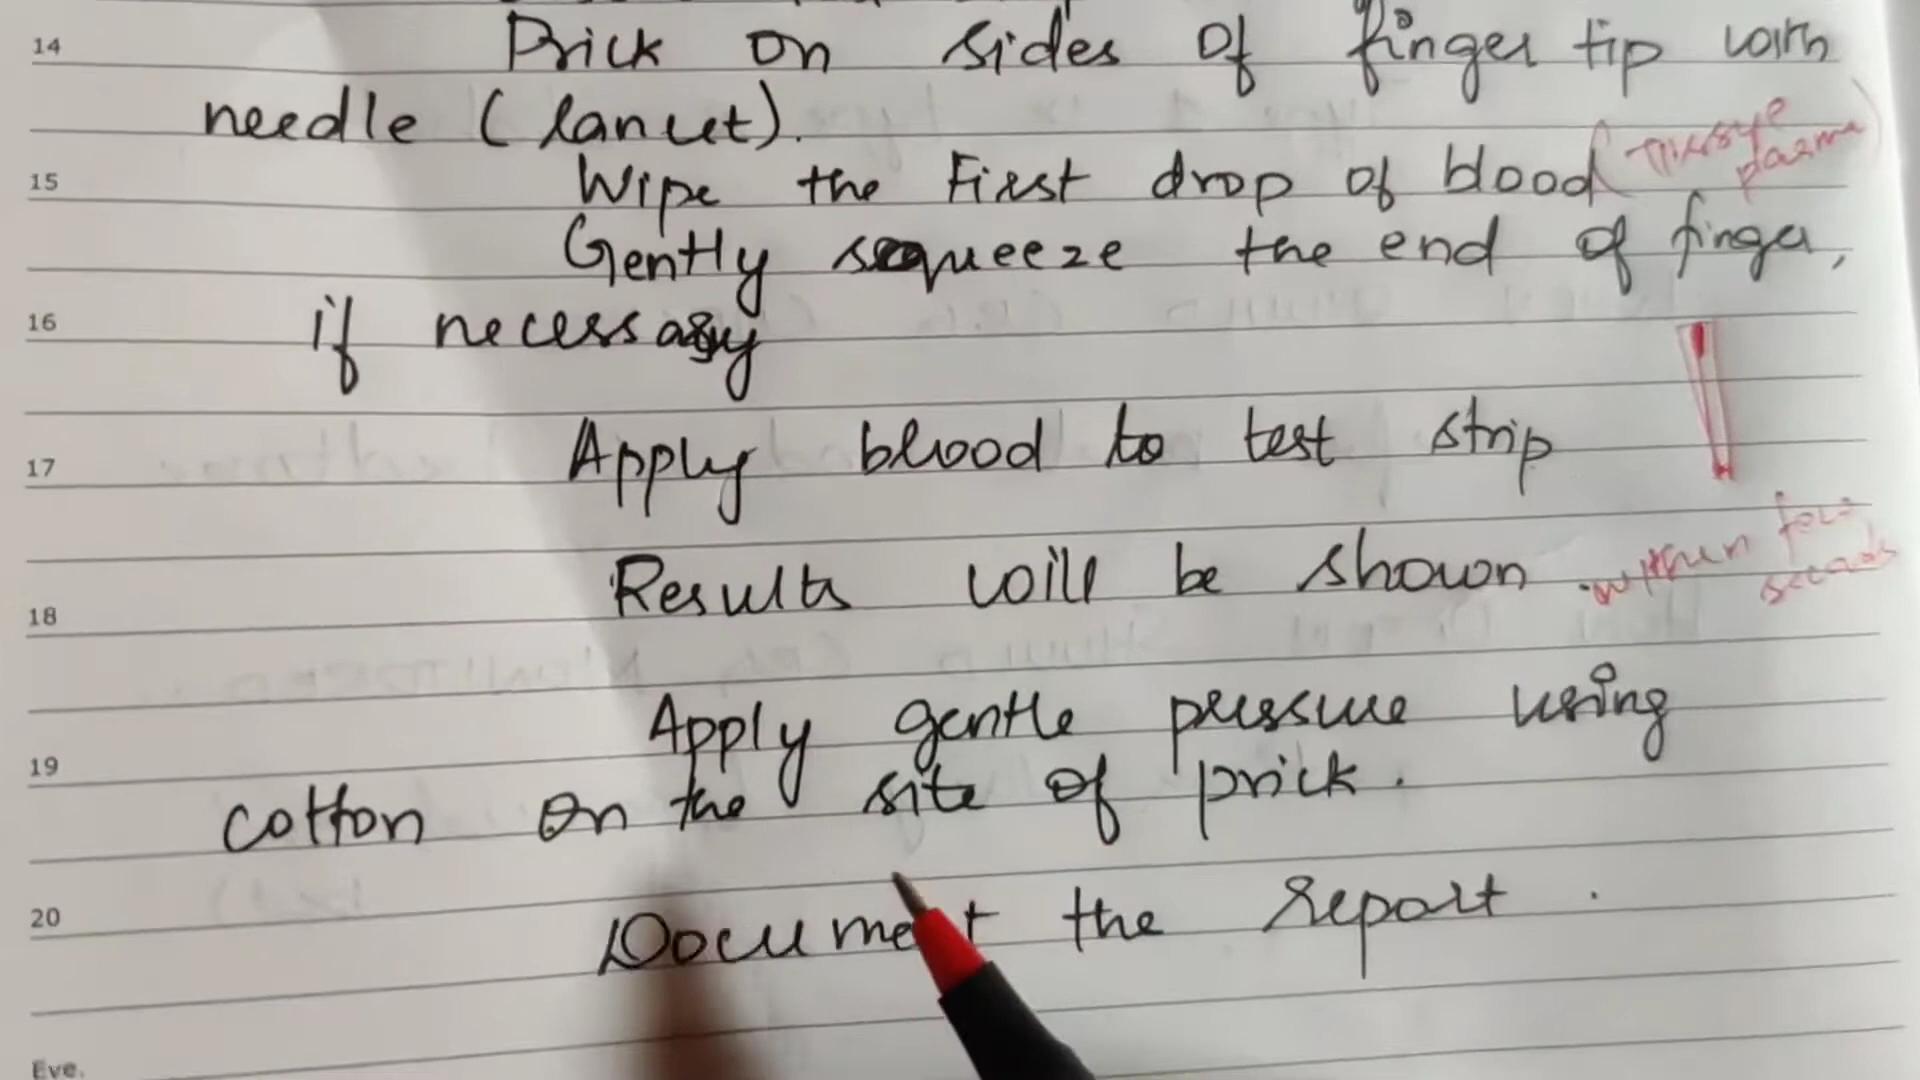 14 Prick on sides of finger tip with
needle (lancet).
15 Wipe the First drop of blood (Tissue
plasma)
Gently squeeze the end of finger,
16 if necessary
17 Apply blood to test strip
18 Results will be shown . within few
seconds
Apply gentle pressure using
19 cotton on the site of prick.
20 Document the report .
Eve.